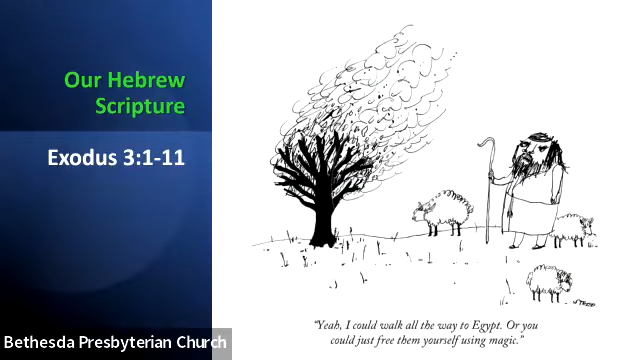 Our Hebrew
Scripture
Exodus 3:1-11
“Yeah, I could walk all the way to Egypt. Or you
could just free them yourself using magic.”
Bethesda Presbyterian Church